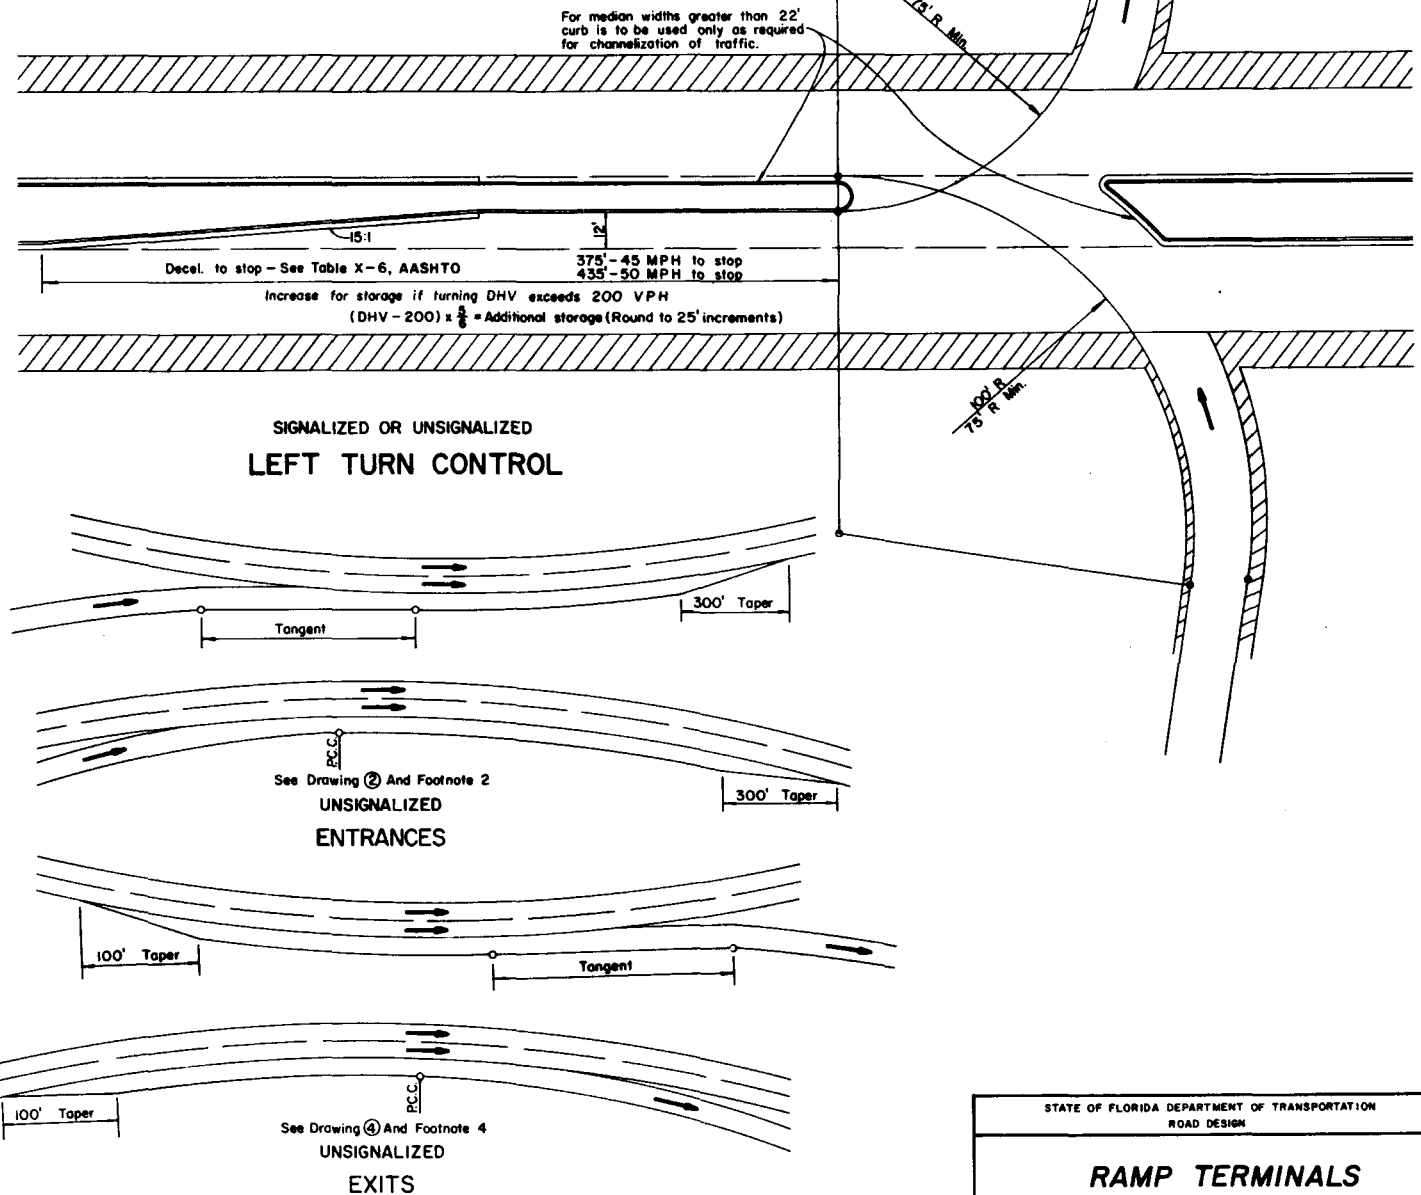 For median widths greater than 22'
curb is to be used only as required
for channelization of traffic.
75' R Min.
15:1
12'
Decel. to stop - See Table X-6, AASHTO
375'-45 MPH to stop
435'-50 MPH to stop
Increase for storage if turning DHV exceeds 200 VPH
(DHV-200) x 5/6 = Additional storage (Round to 25' increments)
100' R
75' R Min.
SIGNALIZED OR UNSIGNALIZED
LEFT TURN CONTROL
300' Taper
Tangent
P.C.C.
See Drawing ② And Footnote 2
300' Taper
UNSIGNALIZED
ENTRANCES
100' Taper
Tangent
P.C.C.
100' Taper
See Drawing ④ And Footnote 4
UNSIGNALIZED
EXITS
STATE OF FLORIDA DEPARTMENT OF TRANSPORTATION
ROAD DESIGN
RAMP TERMINALS